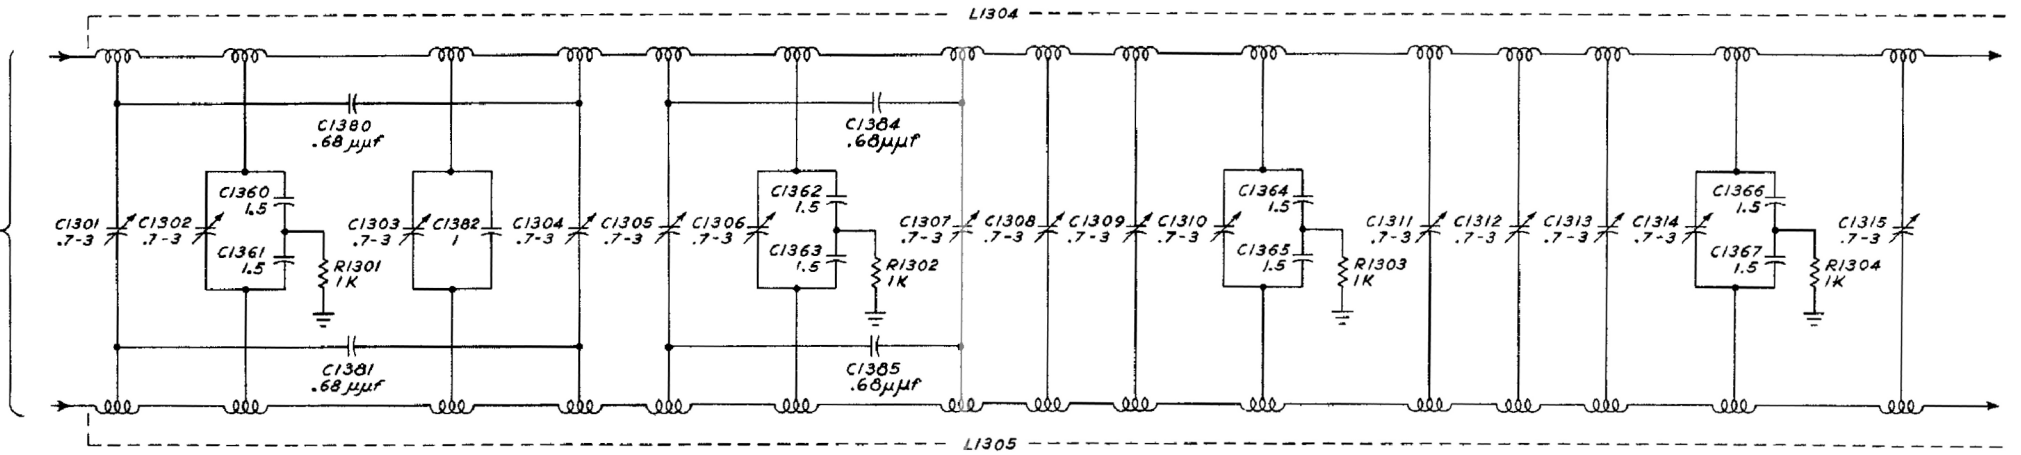 L1304
C1380
.68 μμf
C1384
.68μμf
C1360
1.5
C1362
1.5
C1364
1.5
C1366
1.5
C1301
.7-3
C1302
.7-3
C1303
.7-3
C1382
1
C1304
.7-3
C1305
.7-3
C1306
.7-3
C1307
.7-3
C1308
.7-3
C1309
.7-3
C1310
.7-3
C1311
.7-3
C1312
.7-3
C1313
.7-3
C1314
.7-3
C1315
.7-3
C1361
1.5
R1301
1K
C1363
1.5
R1302
1K
C1365
1.5
R1303
1K
C1367
1.5
R1304
1K
C1381
.68 μμf
C1385
.68μμf
L1305